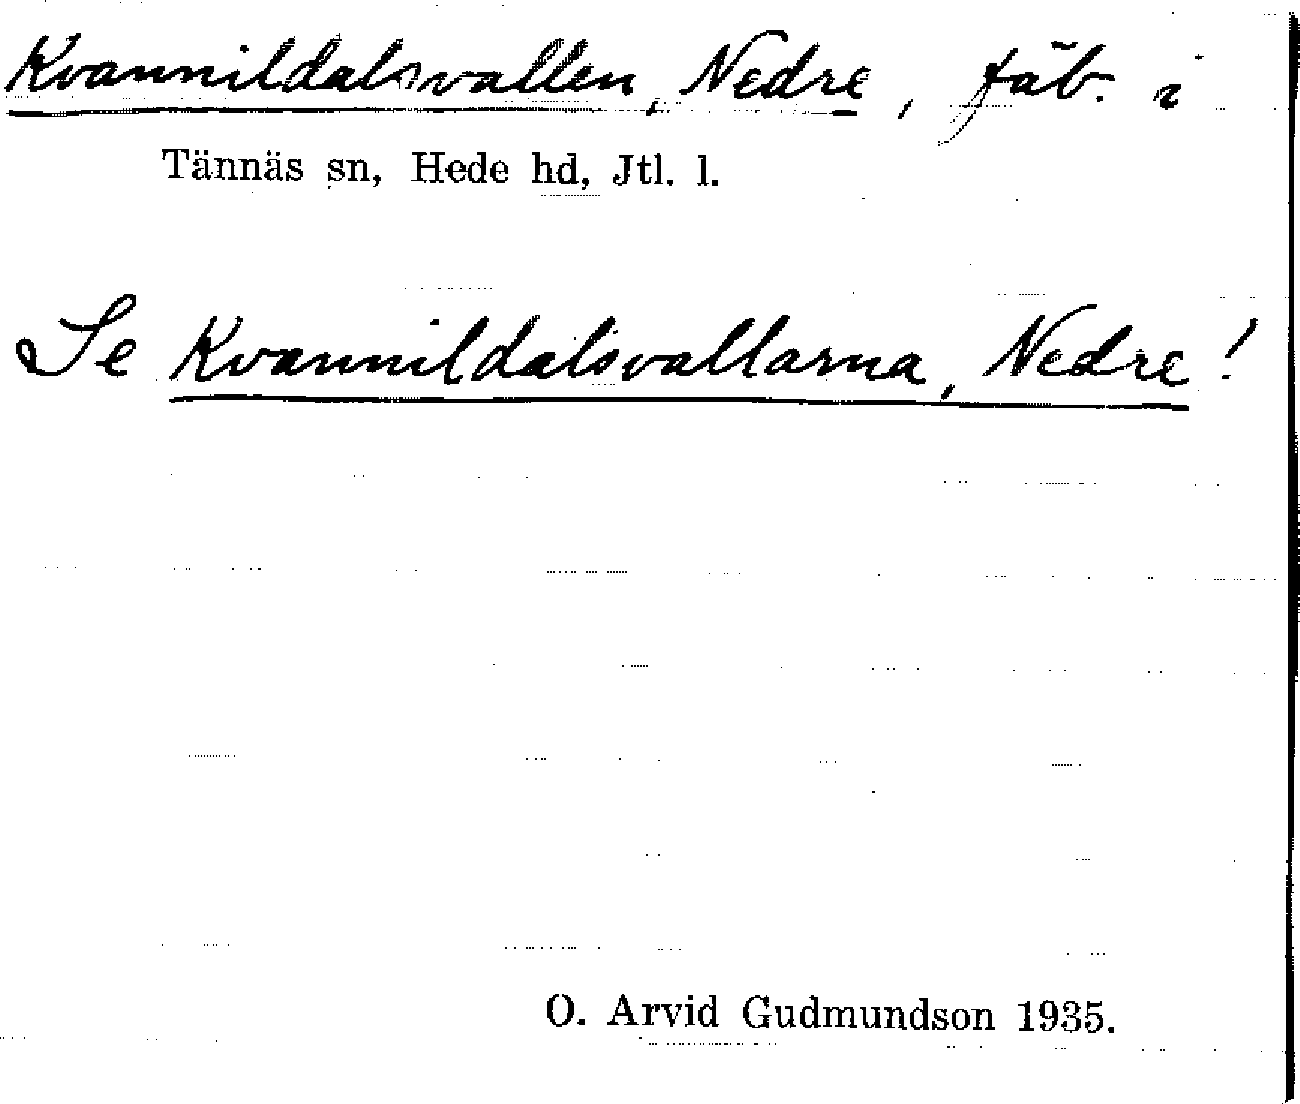 Kvannildalsvallen, Nedre, fäb. i
Tännäs sn, Hede hd, Jtl. l.
Se Kvannildalsvallarna, Nedre!
O. Arvid Gudmundson 1935.